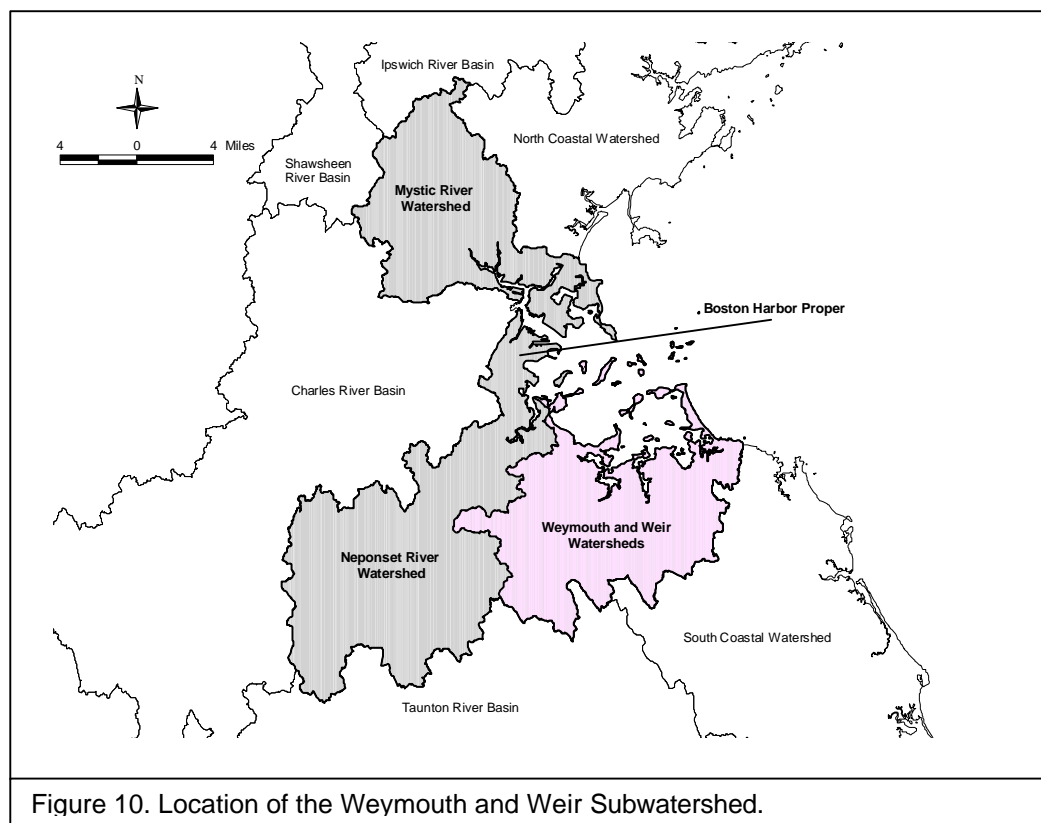 Ipswich River Basin
N
North Coastal Watershed
4 0 4 Miles
Shawsheen
River Basin
Mystic River
Watershed
Boston Harbor Proper
Charles River Basin
Weymouth and Weir
Watersheds
Neponset River
Watershed
South Coastal Watershed
Taunton River Basin
Figure 10. Location of the Weymouth and Weir Subwatershed.